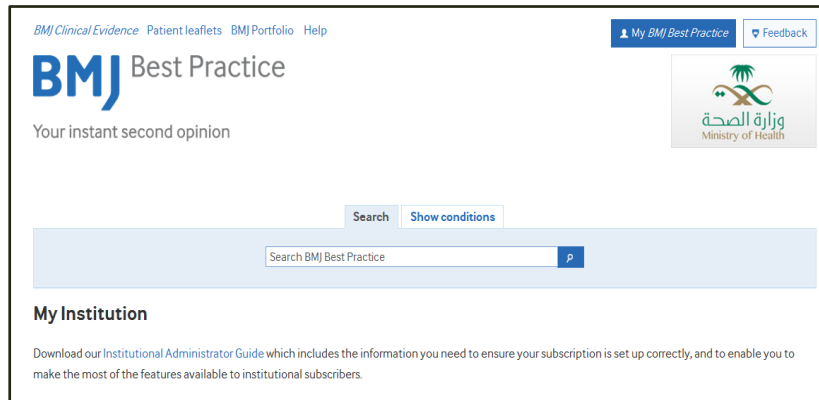 BMJ Clinical Evidence Patient leaflets BMJ Portfolio Help
My BMJ Best Practice
Feedback
BMJ Best Practice
Your instant second opinion
وزارة الصحة
Ministry of Health
Search
Show conditions
Search BMJ Best Practice
My Institution
Download our Institutional Administrator Guide which includes the information you need to ensure your subscription is set up correctly, and to enable you to
make the most of the features available to institutional subscribers.